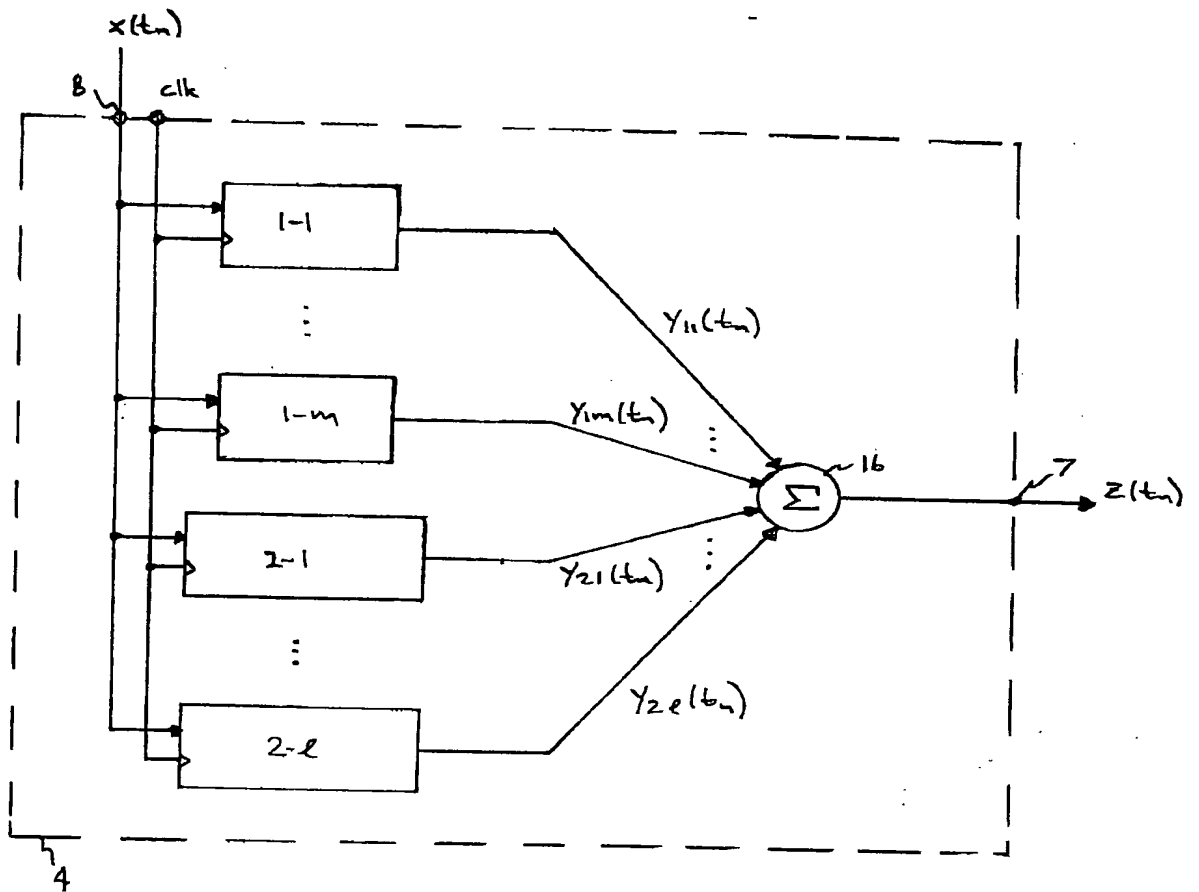 x(tn)
8
clk
1-1
⋮
y11(tn)
1-m
y1m(tn)
⋮
16
Σ
7
z(tn)
2-1
y21(tn)
⋮
⋮
2-l
y2l(tn)
4